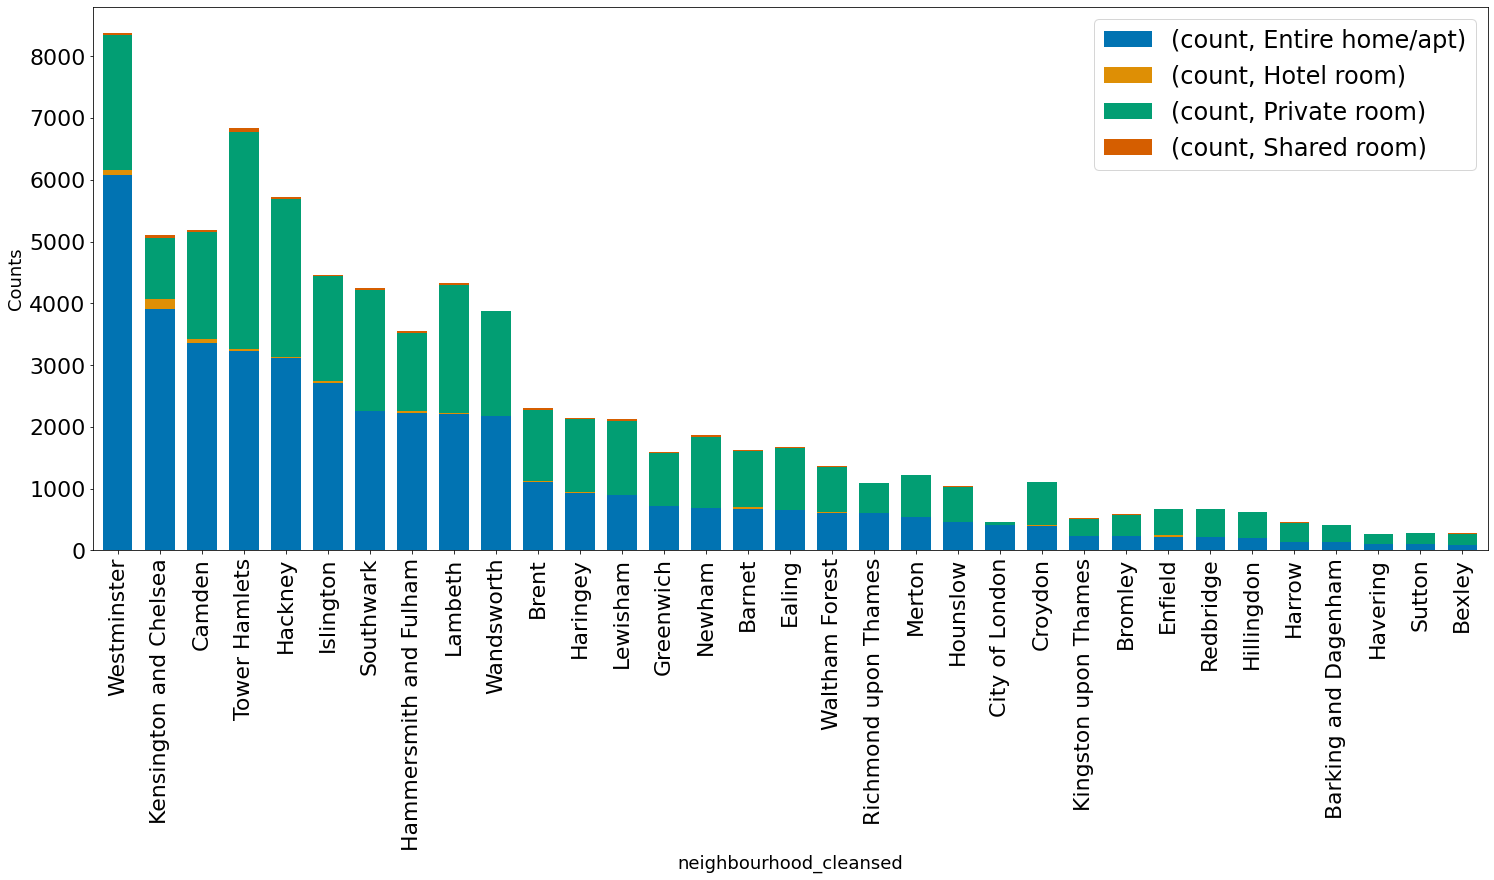 8000
7000
6000
5000
4000
3000
2000
1000
0
Counts
(count, Entire home/apt)
(count, Hotel room)
(count, Private room)
(count, Shared room)
Westminster
Kensington and Chelsea
Camden
Tower Hamlets
Hackney
Islington
Southwark
Hammersmith and Fulham
Lambeth
Wandsworth
Brent
Haringey
Lewisham
Greenwich
Newham
Barnet
Ealing
Waltham Forest
Richmond upon Thames
Merton
Hounslow
City of London
Croydon
Kingston upon Thames
Bromley
Enfield
Redbridge
Hillingdon
Harrow
Barking and Dagenham
Havering
Sutton
Bexley
neighbourhood_cleansed